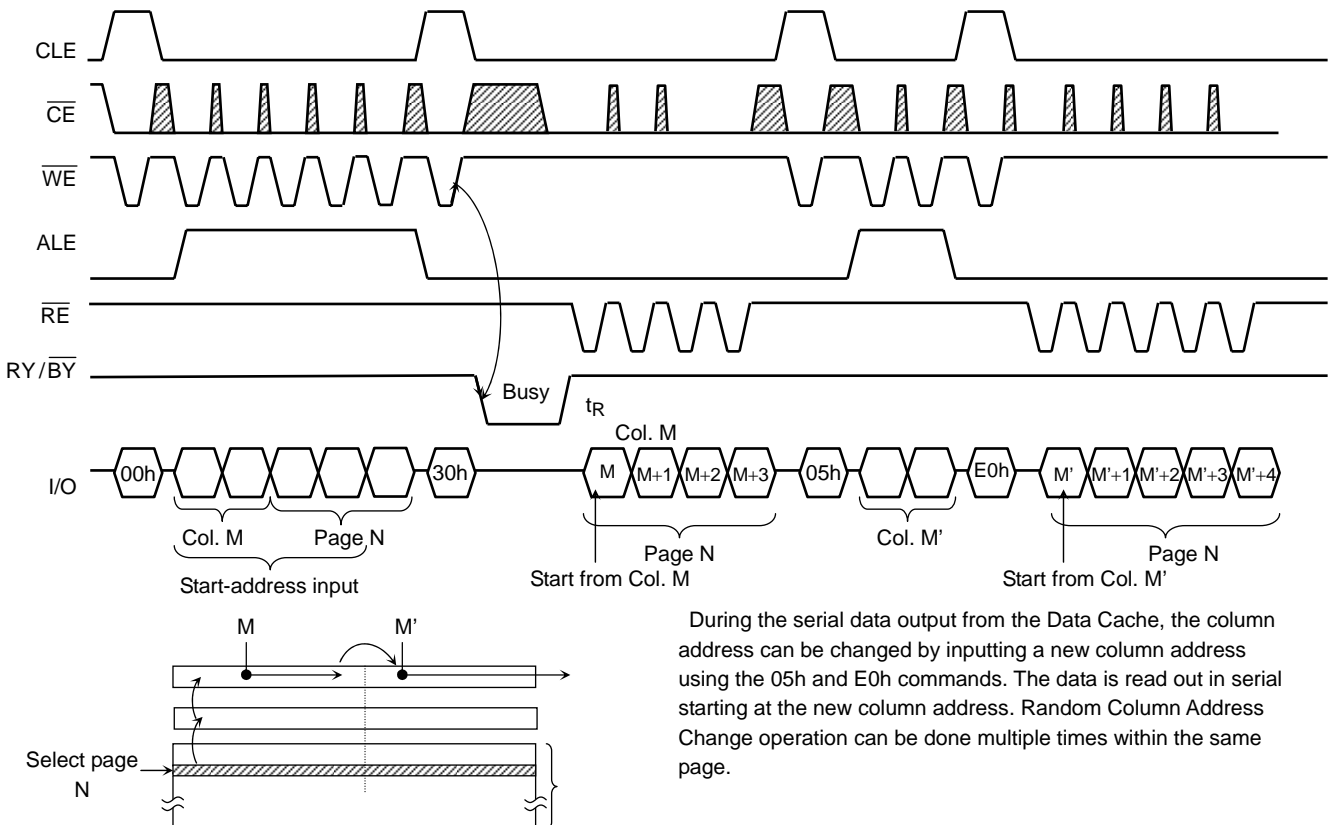 CLE
CE
WE
ALE
RE
RY/BY
Busy
tR
Col. M
I/O
00h
30h
M
M+1
M+2
M+3
05h
E0h
M'
M'+1
M'+2
M'+3
M'+4
Col. M
Page N
Start-address input
Page N
Start from Col. M
Col. M'
Page N
Start from Col. M'
M
M'
Select page
N
During the serial data output from the Data Cache, the column
address can be changed by inputting a new column address
using the 05h and E0h commands. The data is read out in serial
starting at the new column address. Random Column Address
Change operation can be done multiple times within the same
page.